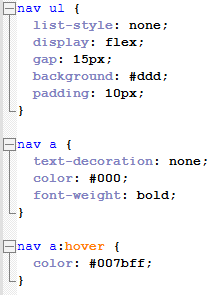 nav ul {
    list-style: none;
    display: flex;
    gap: 15px;
    background: #ddd;
    padding: 10px;
}

nav a {
    text-decoration: none;
    color: #000;
    font-weight: bold;
}

nav a:hover {
    color: #007bff;
}